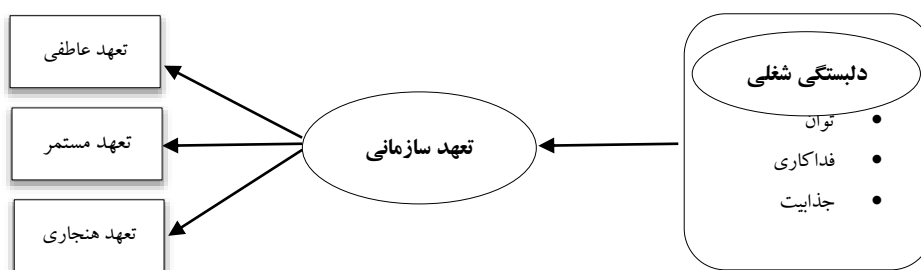 دلبستگی شغلی
توان
فداکاری
جذابیت
تعهد سازمانی
تعهد عاطفی
تعهد مستمر
تعهد هنجاری